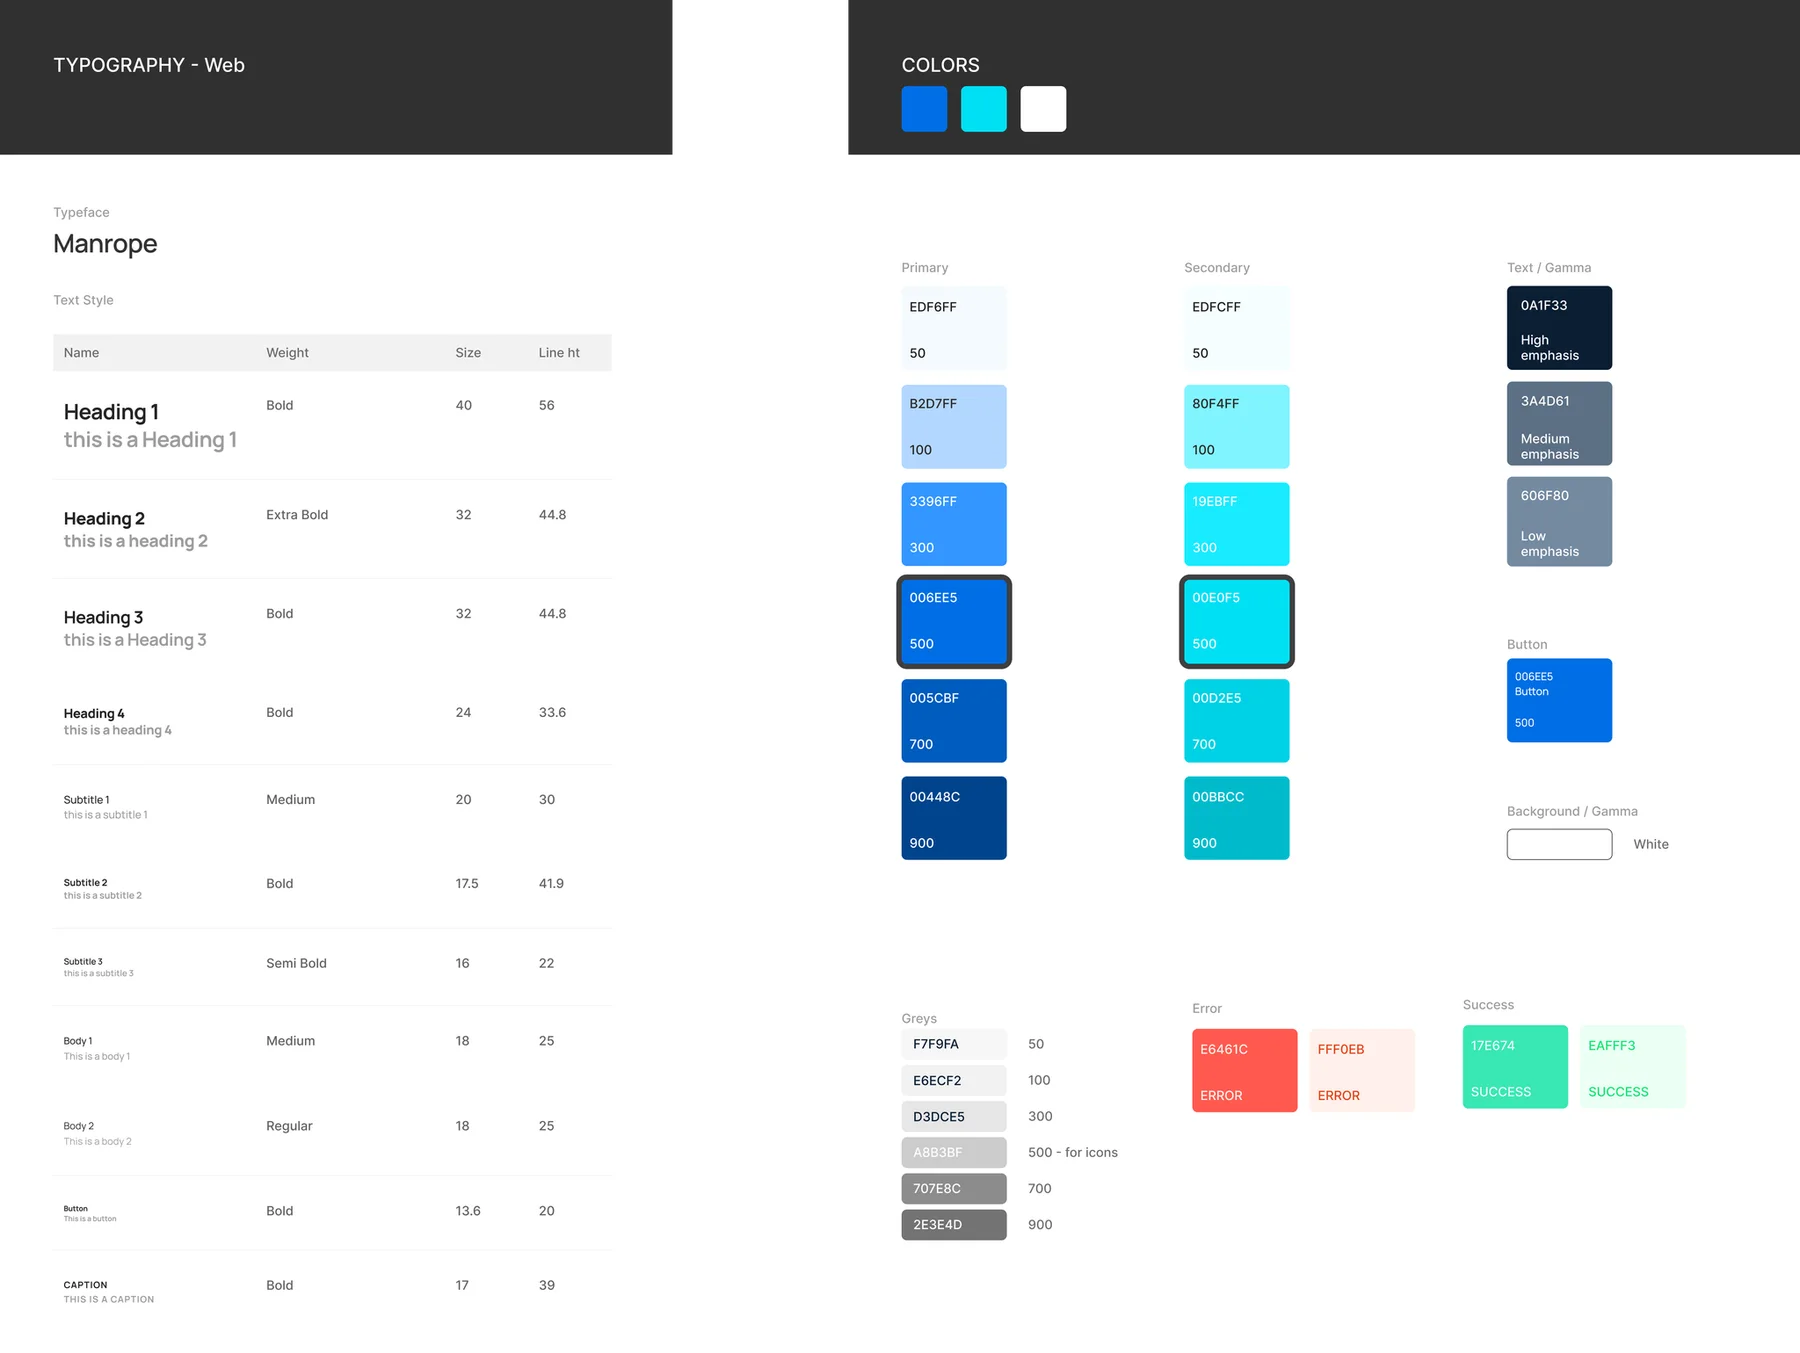 TYPOGRAPHY - Web
Typeface
Manrope
Text Style
Name Weight Size Line ht
Heading 1 Bold 40 56
this is a Heading 1
Heading 2 Extra Bold 32 44.8
this is a heading 2
Heading 3 Bold 32 44.8
this is a Heading 3
Heading 4 Bold 24 33.6
this is a heading 4
Subtitle 1 Medium 20 30
this is a subtitle 1
Subtitle 2 Bold 17.5 41.9
this is a subtitle 2
Subtitle 3 Semi Bold 16 22
this is a subtitle 3
Body 1 Medium 18 25
This is a body 1
Body 2 Regular 18 25
This is a body 2
Button Bold 13.6 20
This is a button
CAPTION Bold 17 39
THIS IS A CAPTION
COLORS
Primary
EDF6FF
50
B2D7FF
100
3396FF
300
006EE5
500
005CBF
700
00448C
900
Secondary
EDFCFF
50
80F4FF
100
19EBFF
300
00E0F5
500
00D2E5
700
00BBCC
900
Text / Gamma
0A1F33
High
emphasis
3A4D61
Medium
emphasis
606F80
Low
emphasis
Button
006EE5
Button
500
Background / Gamma
White
Greys
F7F9FA 50
E6ECF2 100
D3DCE5 300
A8B3BF 500 - for icons
707E8C 700
2E3E4D 900
Error
E6461C
ERROR
FFF0EB
ERROR
Success
17E674
SUCCESS
EAFFF3
SUCCESS